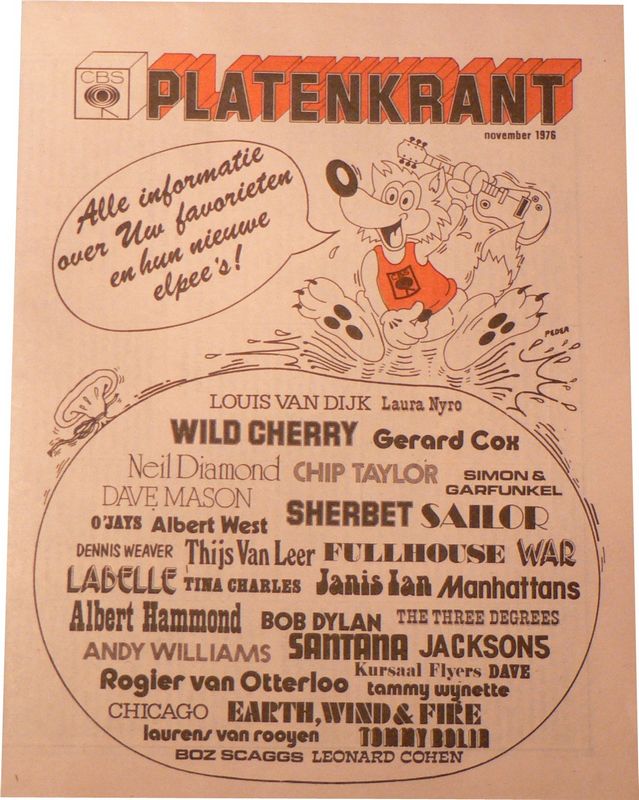 CBS
PLATENKRANT
november 1976
Alle informatie
over Uw favorieten
en hun nieuwe
elpee's!
CBS
PEDER
LOUIS VAN DIJK Laura Nyro
WILD CHERRY Gerard Cox
Neil Diamond CHIP TAYLOR SIMON &
GARFUNKEL
DAVE MASON
O'JAYS Albert West SHERBET SAILOR
DENNIS WEAVER Thijs Van Leer FULLHOUSE WAR
LABELLE TINA CHARLES Janis Ian Manhattans
Albert Hammond BOB DYLAN THE THREE DEGREES
ANDY WILLIAMS SANTANA JACKSONS
Kursaal Flyers DAVE
Rogier van Otterloo tammy wynette
CHICAGO EARTH, WIND & FIRE
laurens van rooyen TOMMY BOLIN
BOZ SCAGGS LEONARD COHEN